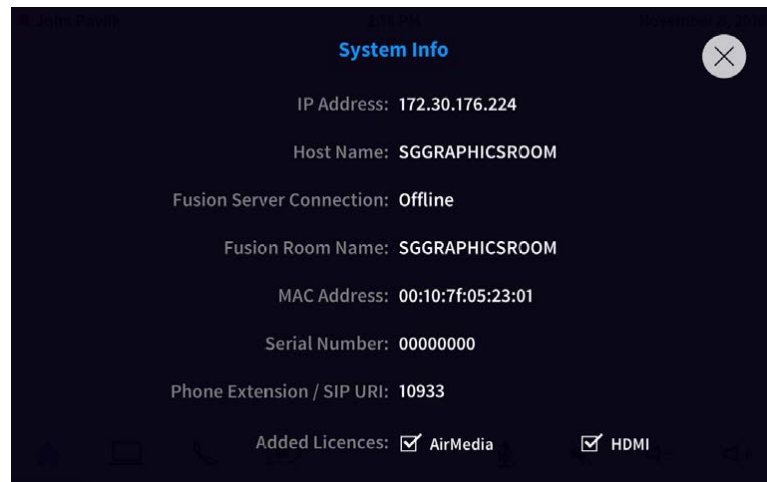 System Info
IP Address: 172.30.176.224
Host Name: SGGRAPHICSROOM
Fusion Server Connection: Offline
Fusion Room Name: SGGRAPHICSROOM
MAC Address: 00:10:7f:05:23:01
Serial Number: 00000000
Phone Extension / SIP URI: 10933
Added Licences: AirMedia HDMI